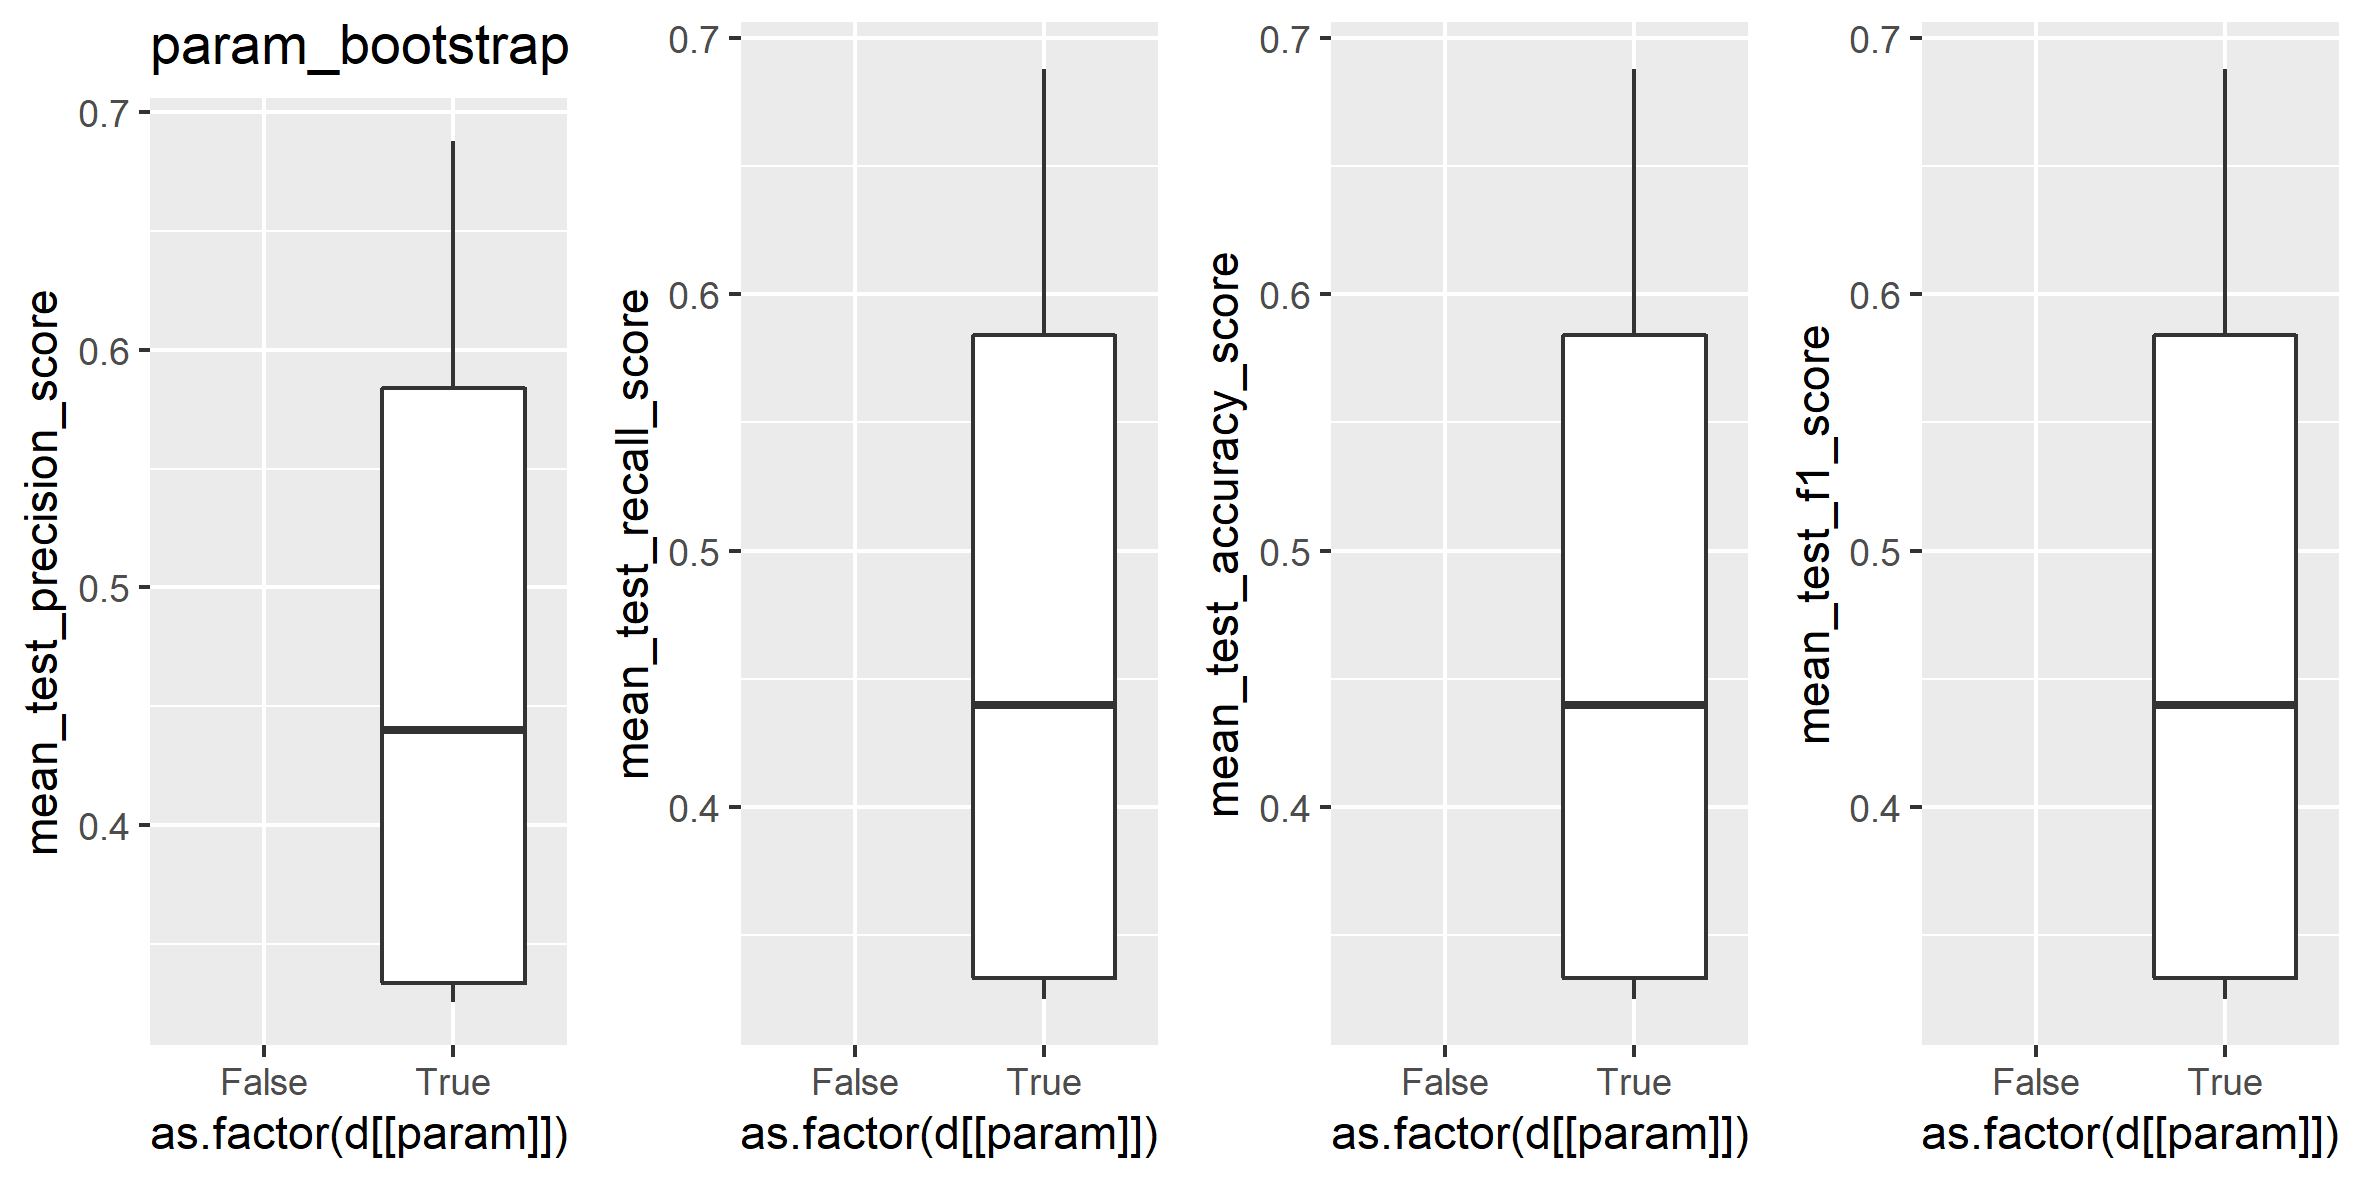 param_bootstrap
mean_test_precision_score
0.7
0.6
0.5
0.4
False True
as.factor(d[[param]])
mean_test_recall_score
0.7
0.6
0.5
0.4
False True
as.factor(d[[param]])
mean_test_accuracy_score
0.7
0.6
0.5
0.4
False True
as.factor(d[[param]])
mean_test_f1_score
0.7
0.6
0.5
0.4
False True
as.factor(d[[param]])